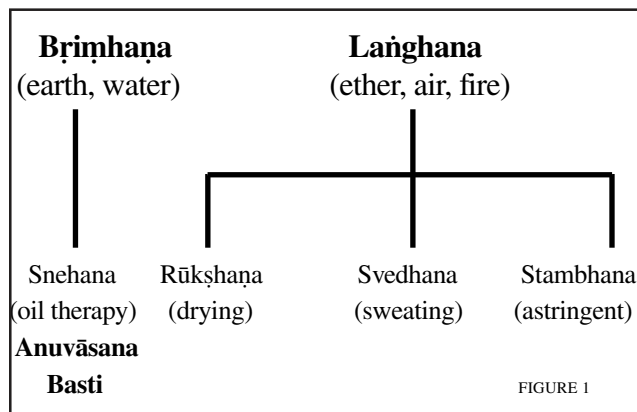 Bṛiṃhaṇa Laṅghana
(earth, water) (ether, air, fire)
Snehana Rūkṣhaṇa Svedhana Stambhana
(oil therapy) (drying) (sweating) (astringent)
Anuvāsana
Basti
FIGURE 1